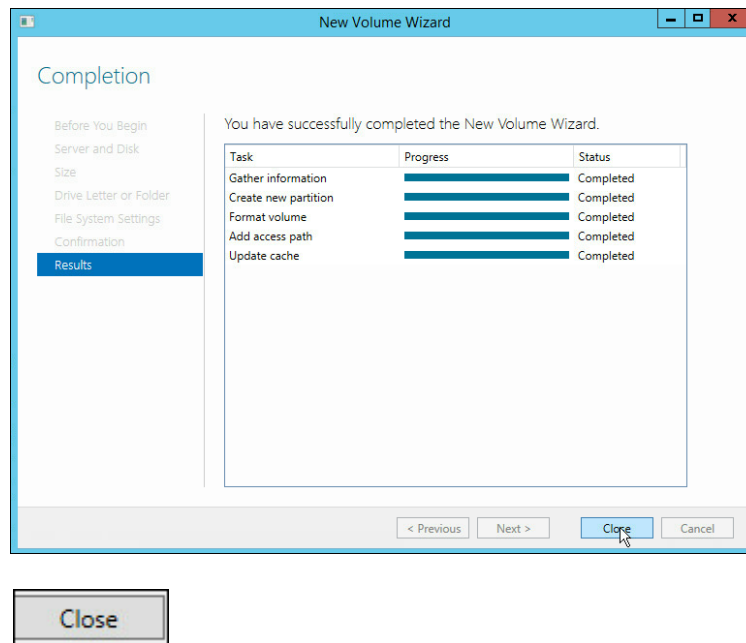 New Volume Wizard
Completion
Before You Begin
Server and Disk
Size
Drive Letter or Folder
File System Settings
Confirmation
Results
You have successfully completed the New Volume Wizard.
Task Progress Status
Gather information Completed
Create new partition Completed
Format volume Completed
Add access path Completed
Update cache Completed
< Previous Next > Close Cancel
Close